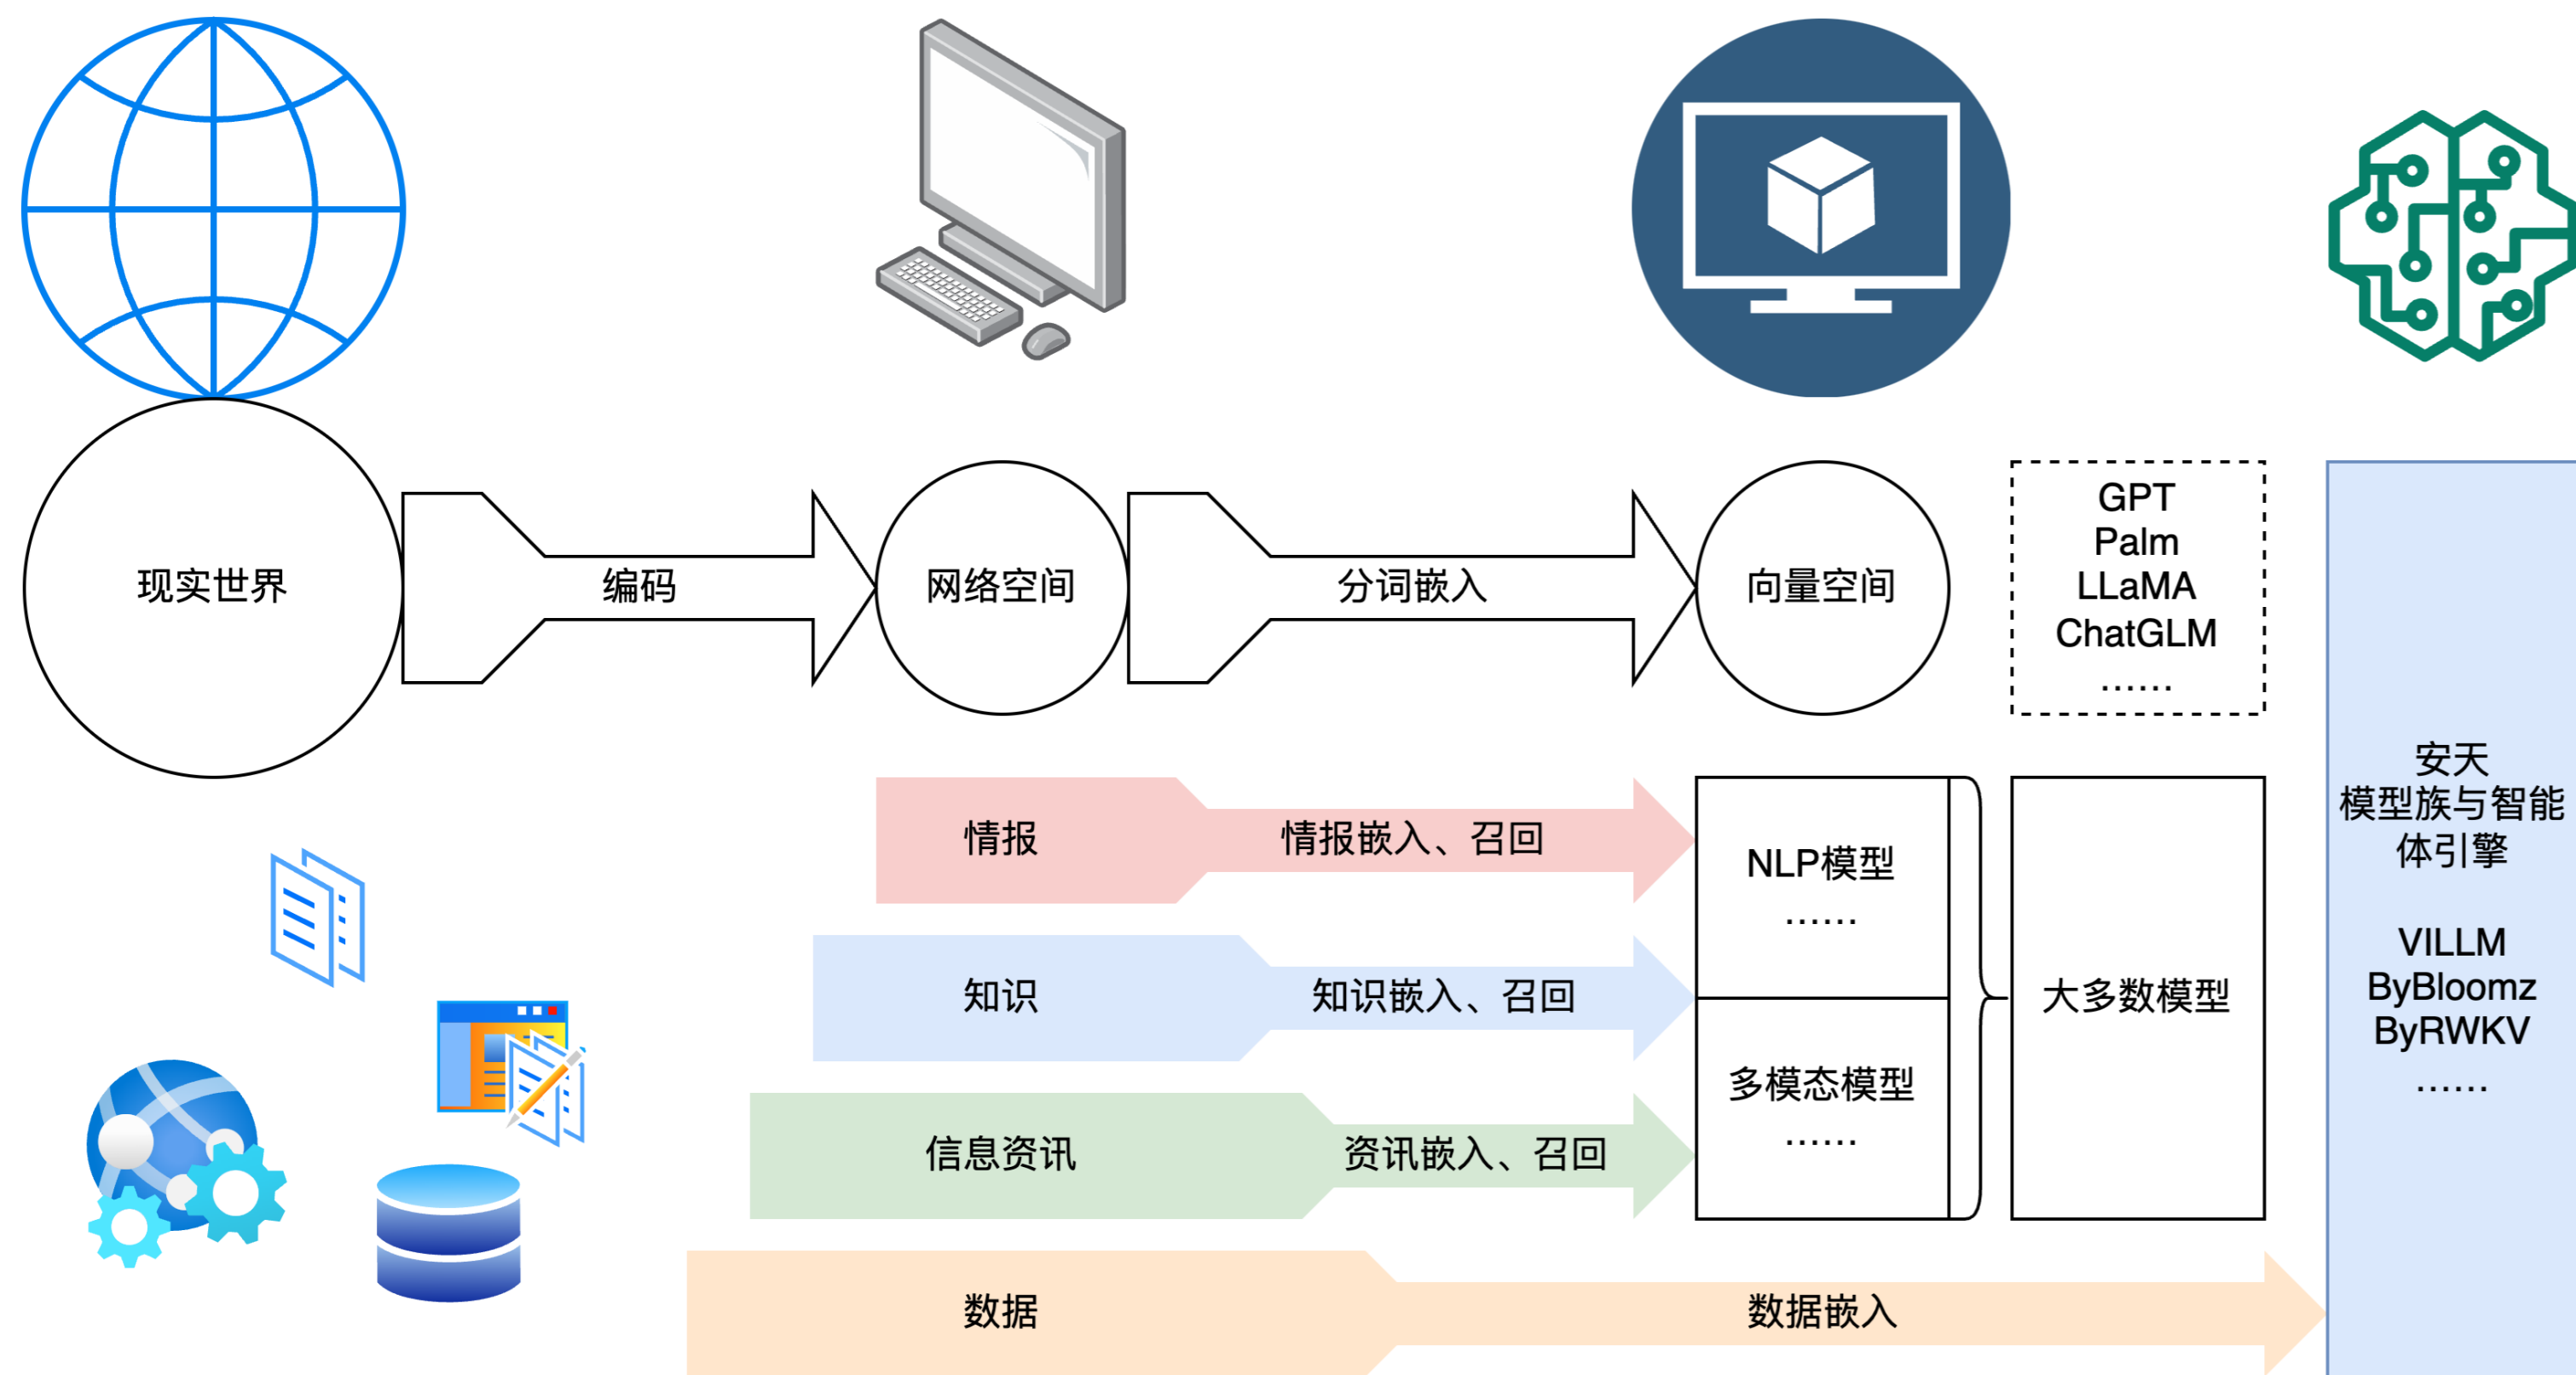 现实世界
编码
网络空间
分词嵌入
向量空间
GPT
Palm
LLaMA
ChatGLM
……
情报
情报嵌入、召回
知识
知识嵌入、召回
信息资讯
资讯嵌入、召回
数据
数据嵌入
NLP模型
……
多模态模型
……
大多数模型
安天
模型族与智能
体引擎
VILLM
ByBloomz
ByRWKV
……